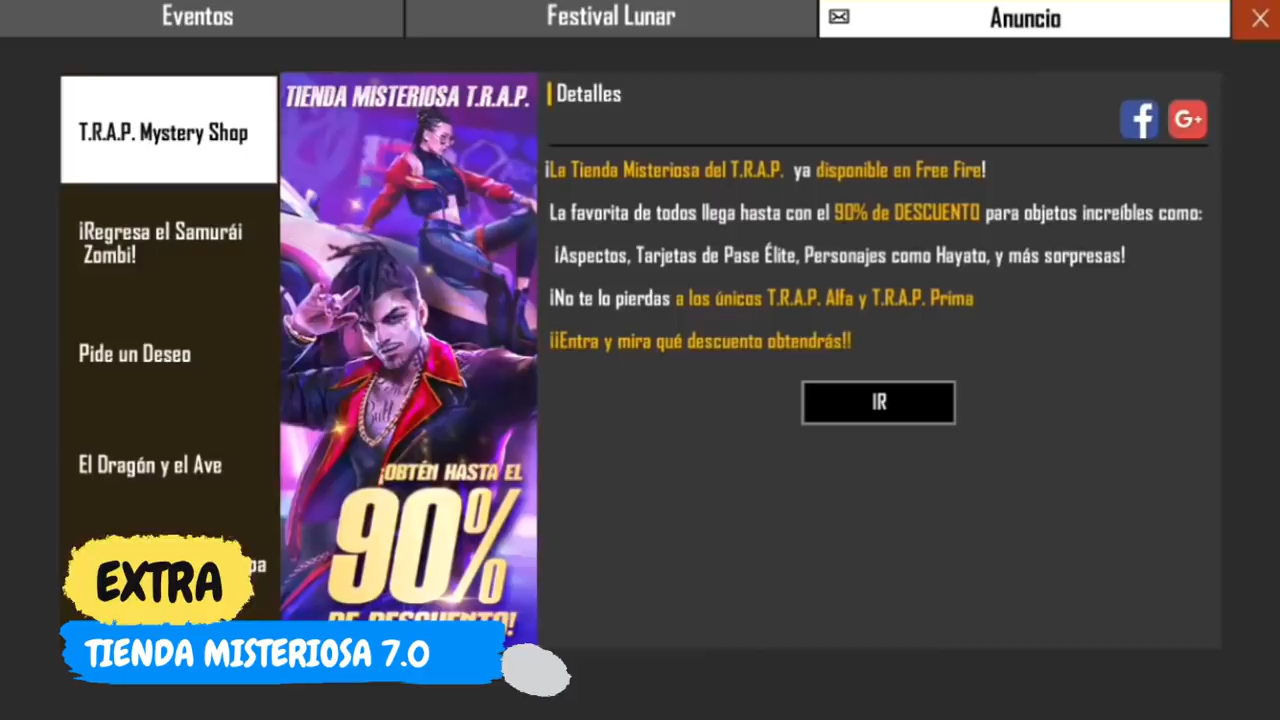 Eventos
Festival Lunar
Anuncio
T.R.A.P. Mystery Shop
¡Regresa el Samurái
Zombi!
Pide un Deseo
El Dragón y el Ave
TIENDA MISTERIOSA T.R.A.P.
¡OBTÉN HASTA EL
90%
DE DESCUENTO!
Detalles
f
G+
¡La Tienda Misteriosa del T.R.A.P. ya disponible en Free Fire!
La favorita de todos llega hasta con el 90% de DESCUENTO para objetos increíbles como:
¡Aspectos, Tarjetas de Pase Élite, Personajes como Hayato, y más sorpresas!
¡No te lo pierdas a los únicos T.R.A.P. Alfa y T.R.A.P. Prima
¡¡Entra y mira qué descuento obtendrás!!
IR
EXTRA
TIENDA MISTERIOSA 7.0